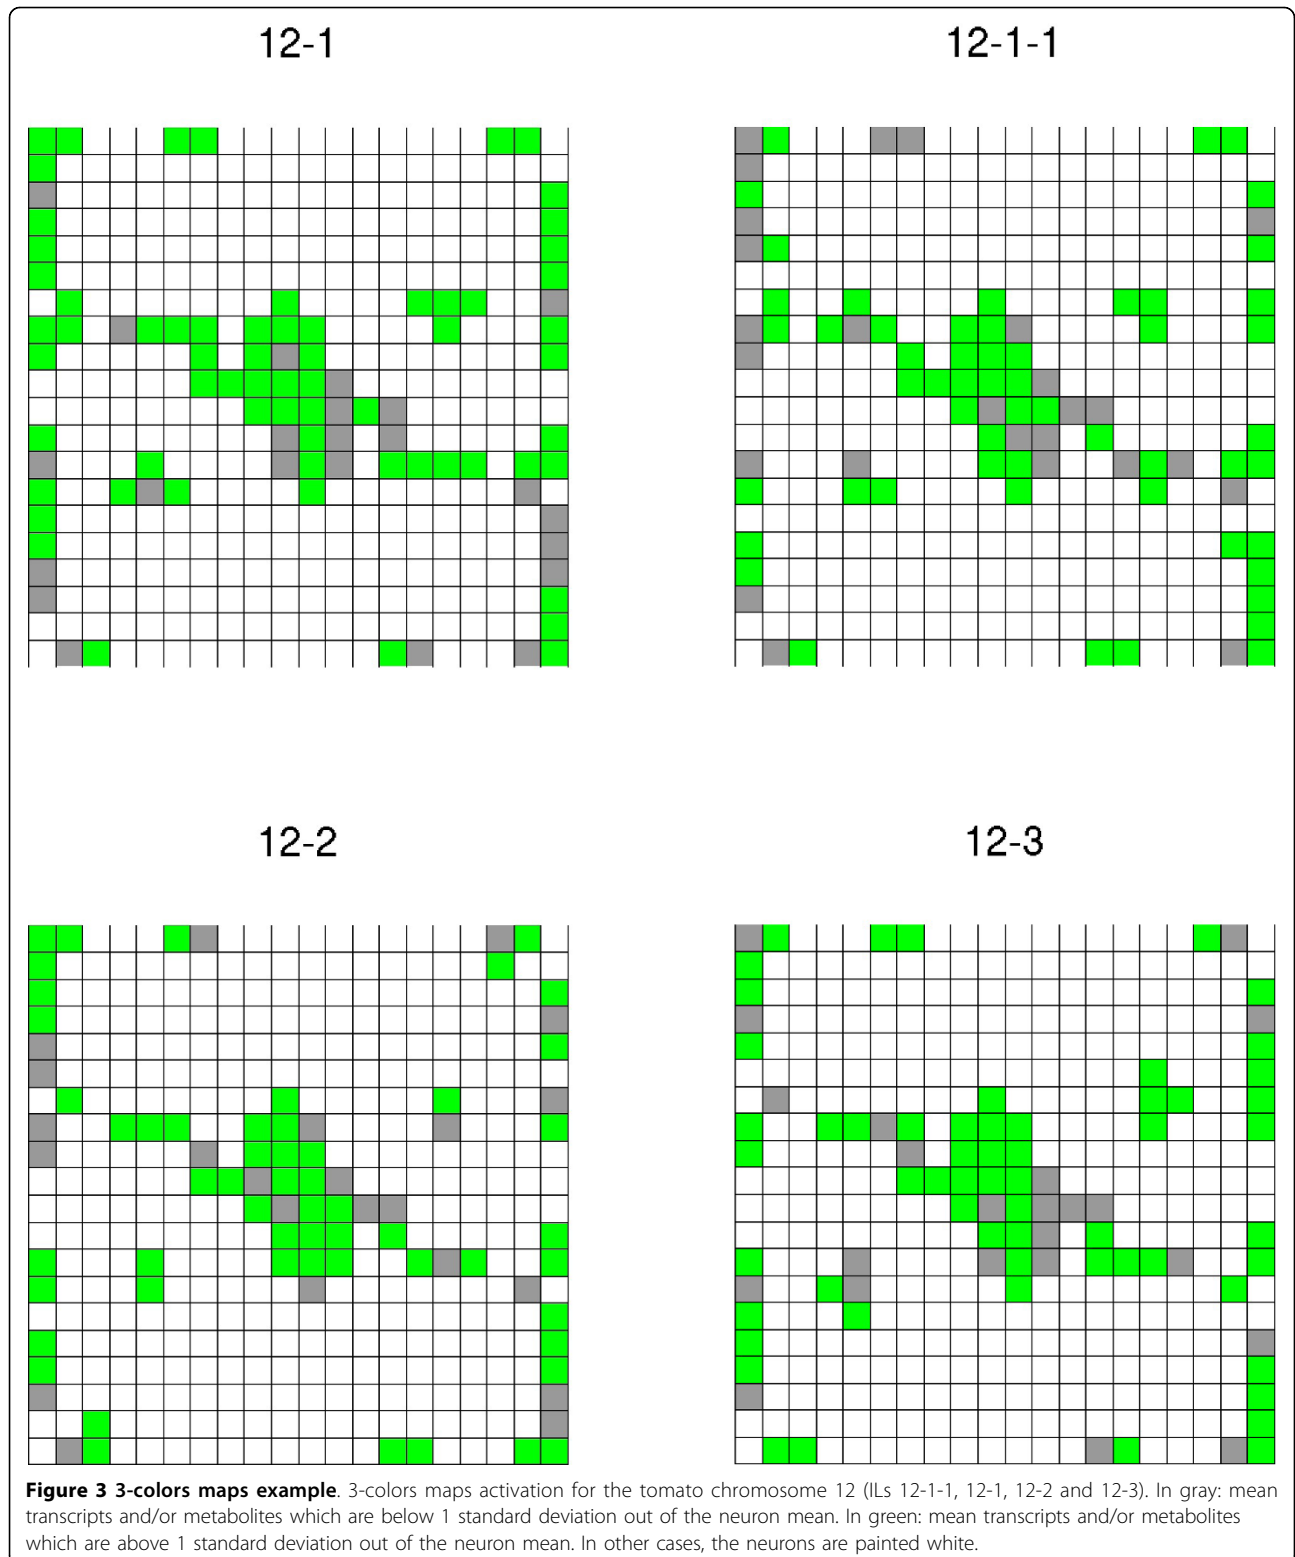 12-1
12-1-1
12-2
12-3
Figure 3 3-colors maps example. 3-colors maps activation for the tomato chromosome 12 (ILs 12-1-1, 12-1, 12-2 and 12-3). In gray: mean
transcripts and/or metabolites which are below 1 standard deviation out of the neuron mean. In green: mean transcripts and/or metabolites
which are above 1 standard deviation out of the neuron mean. In other cases, the neurons are painted white.